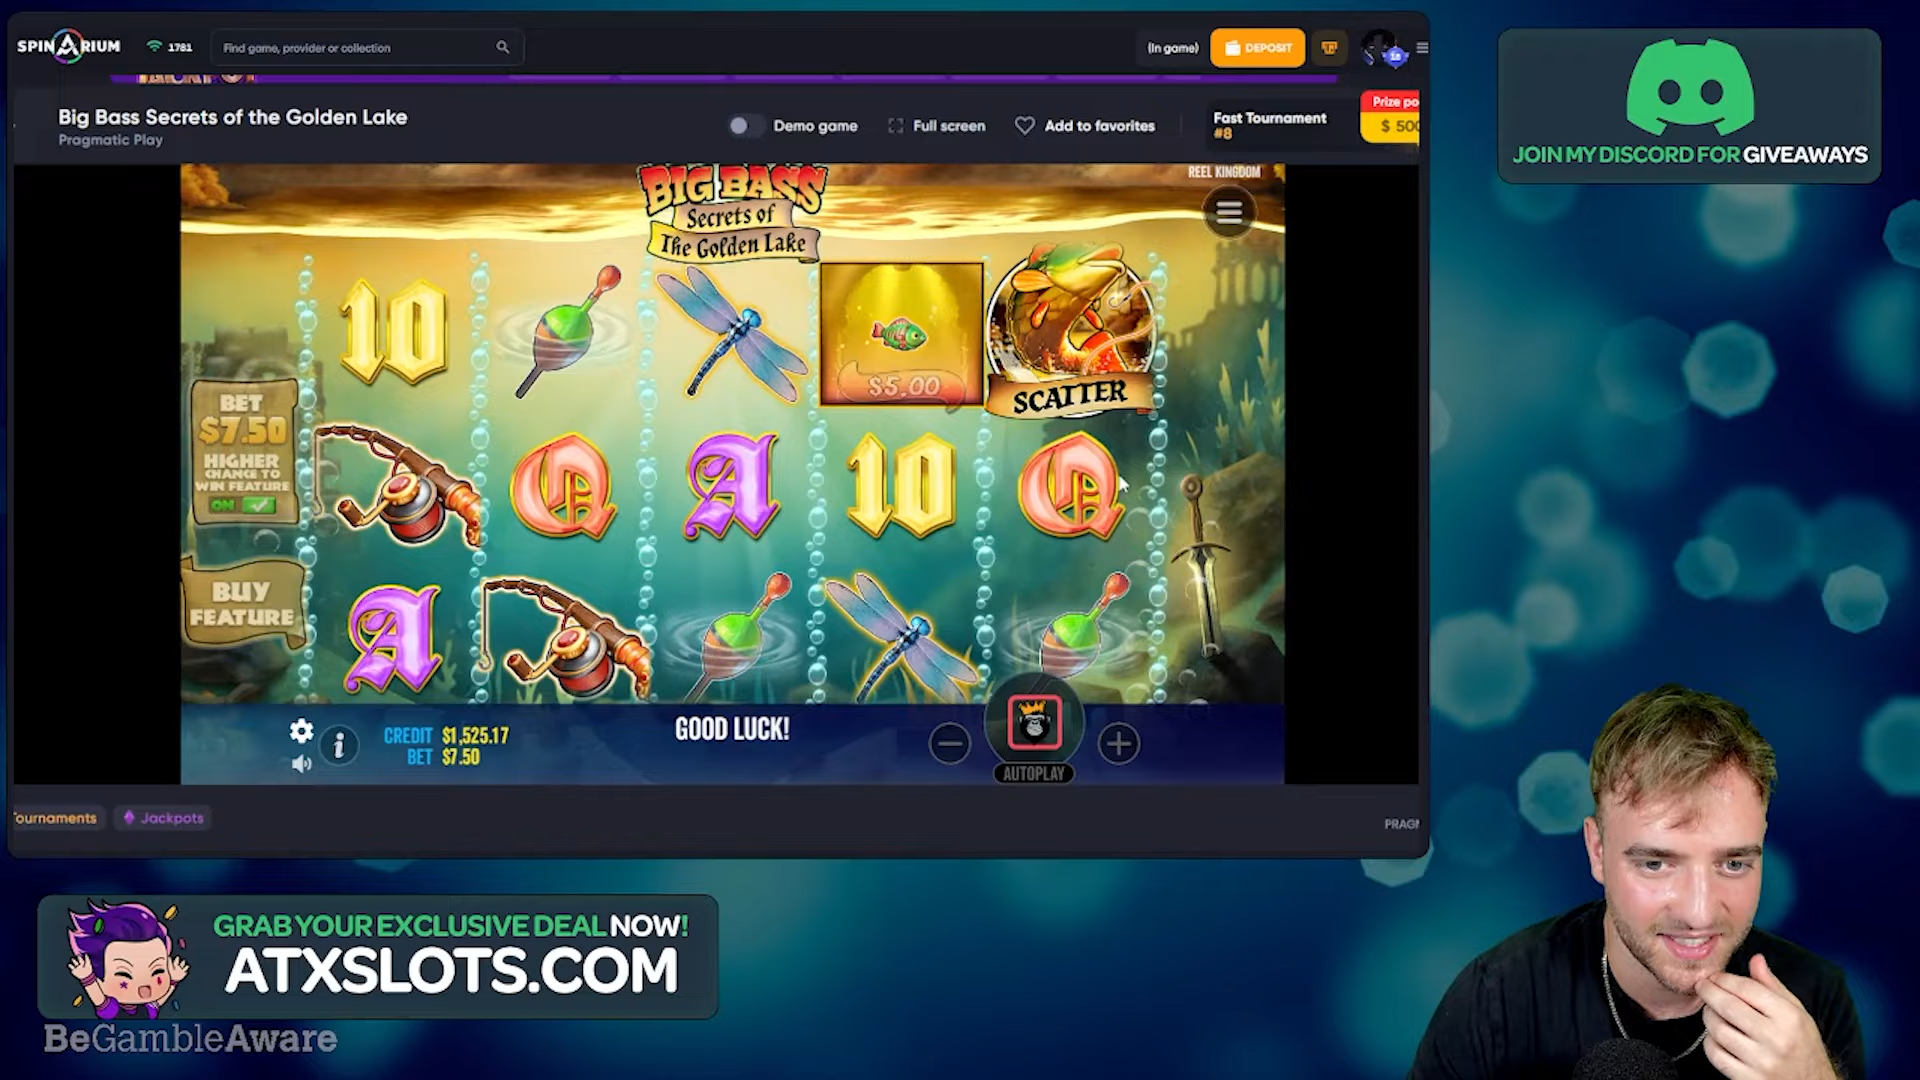 SPINARIUM
1781
Find game, provider or collection
(In game)
DEPOSIT
Big Bass Secrets of the Golden Lake
Pragmatic Play
Demo game
Full screen
Add to favorites
Fast Tournament
#8
Prize po
$ 500
JOIN MY DISCORD FOR GIVEAWAYS
BIG BASS
Secrets of
The Golden Lake
REEL KINGDOM
10
$5.00
SCATTER
BET
$7.50
HIGHER
CHANCE TO
WIN FEATURE
ON
Q
A
10
Q
BUY
FEATURE
A
CREDIT $1,525.17
BET $7.50
GOOD LUCK!
AUTOPLAY
Tournaments
Jackpots
PRAGM
GRAB YOUR EXCLUSIVE DEAL NOW!
ATXSLOTS.COM
BeGambleAware